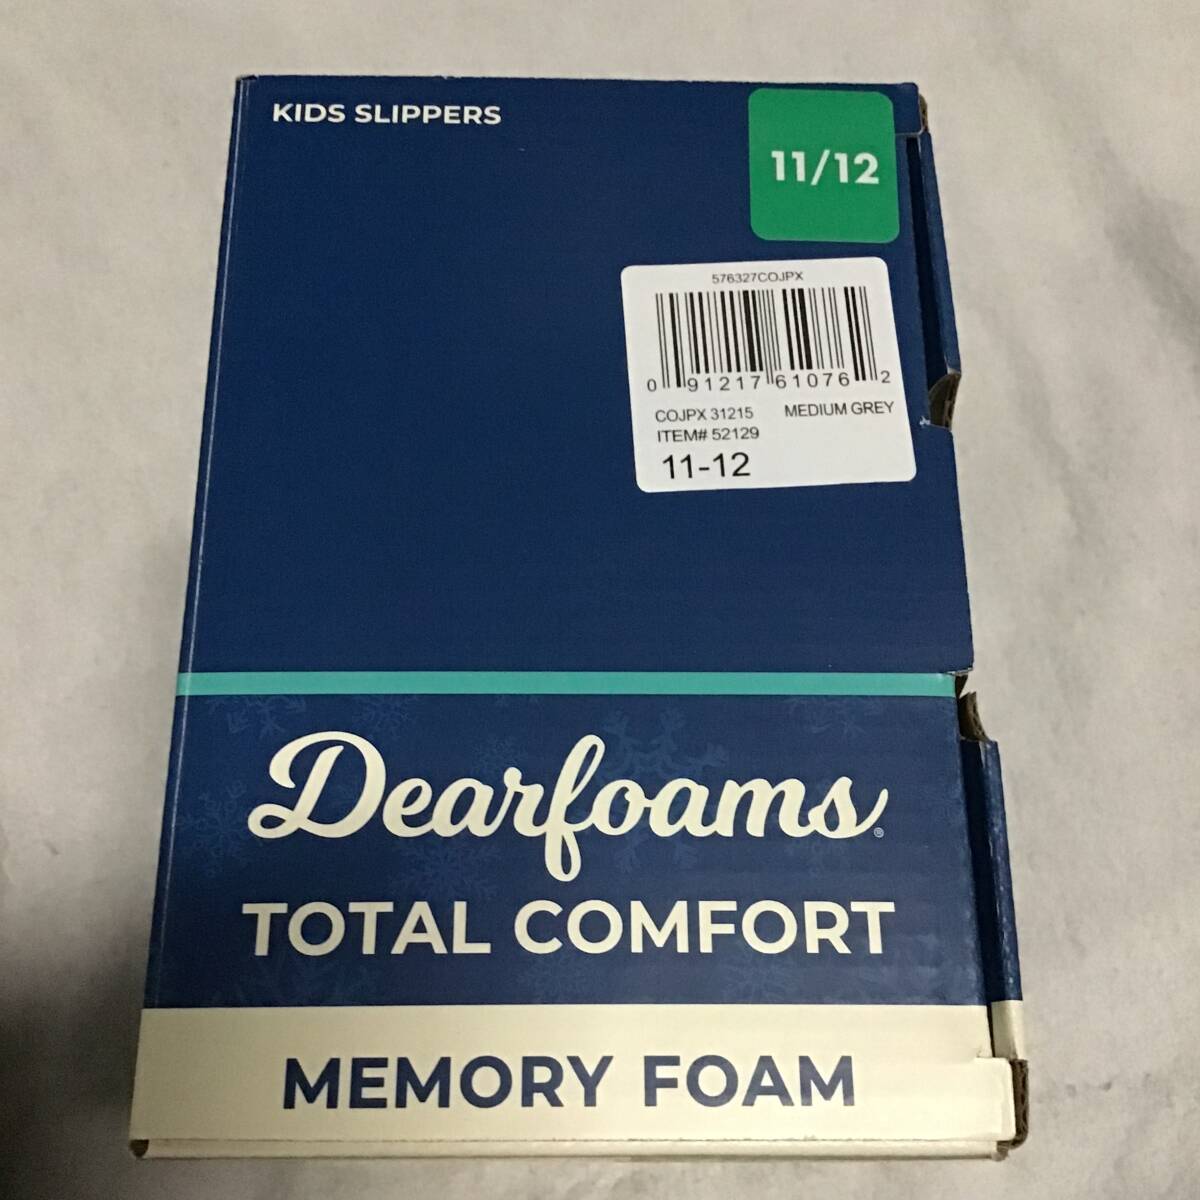 KIDS SLIPPERS
11/12
576327COJPX
0 91217 61076 2
COJPX 31215 MEDIUM GREY
ITEM# 52129
11-12
Dearfoams®
TOTAL COMFORT
MEMORY FOAM